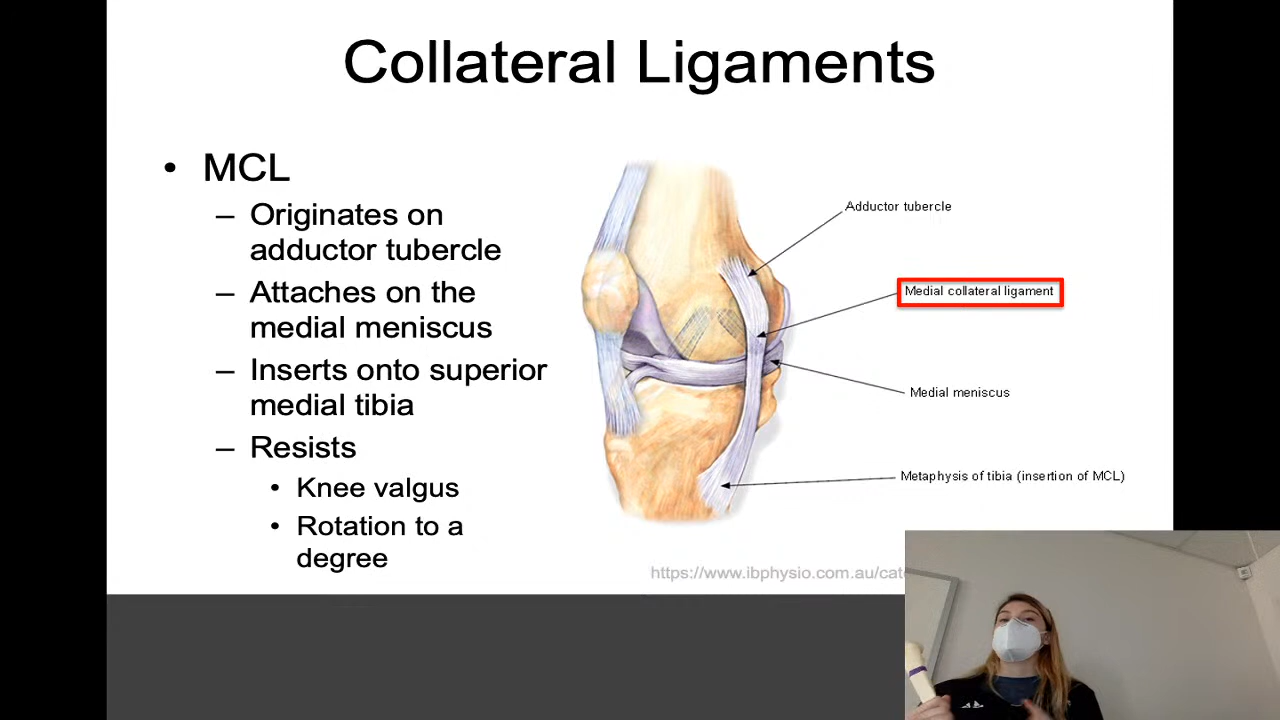 Collateral Ligaments
• MCL
– Originates on
adductor tubercle
– Attaches on the
medial meniscus
– Inserts onto superior
medial tibia
– Resists
• Knee valgus
• Rotation to a
degree
Adductor tubercle
Medial collateral ligament
Medial meniscus
Metaphysis of tibia (insertion of MCL)
https://www.ibphysio.com.au/cate